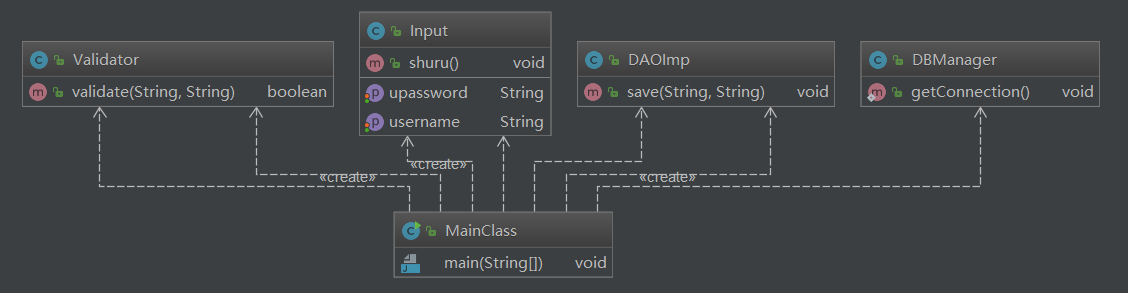 Validator
validate(String, String) boolean
Input
shuru() void
upassword String
username String
DAOImp
save(String, String) void
DBManager
getConnection() void
«create»
«create»
«create»
MainClass
main(String[]) void